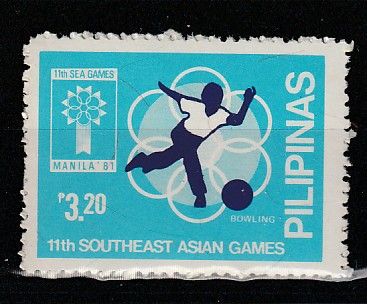 11th SEA GAMES
MANILA '81
₱3.20
BOWLING
11th SOUTHEAST ASIAN GAMES
PILIPINAS